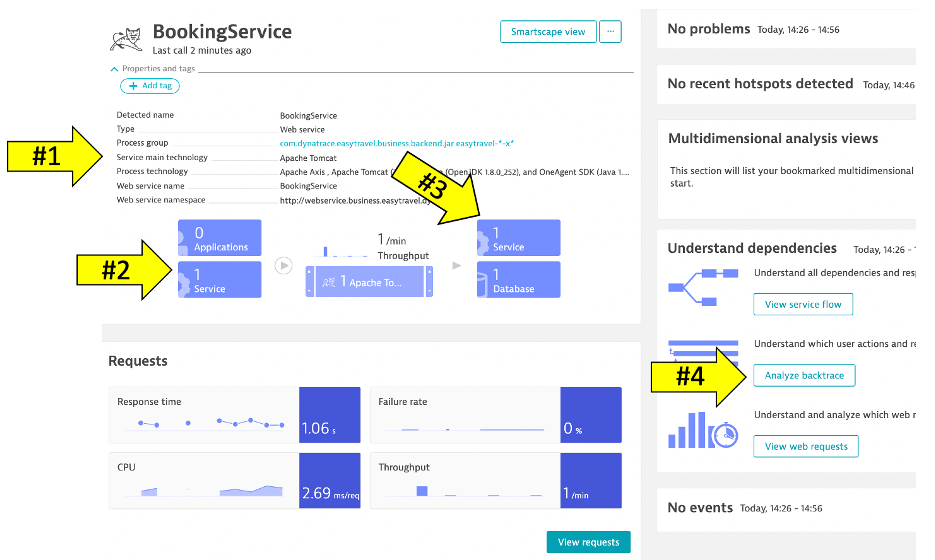 BookingService
Last call 2 minutes ago
Smartscape view
...
Properties and tags
+ Add tag
Detected name BookingService
Type Web service
Process group com.dynatrace.easytravel.business.backend.jar easytravel-*-x*
Service main technology Apache Tomcat
Process technology Apache Axis , Apache Tomcat (OpenJDK 1.8.0_252), and OneAgent SDK (Java 1....
Web service name BookingService
Web service namespace http://webservice.business.easytravel.dy
#1
#2
#3
#4
0
Applications
1
Service
1 /min
Throughput
1 Apache To...
1
Service
1
Database
Requests
Response time
1.06 s
Failure rate
0 %
CPU
2.69 ms/req
Throughput
1 /min
View requests
No problems Today, 14:26 - 14:56
No recent hotspots detected Today, 14:46
Multidimensional analysis views
This section will list your bookmarked multidimensional
start.
Understand dependencies Today, 14:26 -
Understand all dependencies and
View service flow
Understand which user actions and
Analyze backtrace
Understand and analyze which web
View web requests
No events Today, 14:26 - 14:56